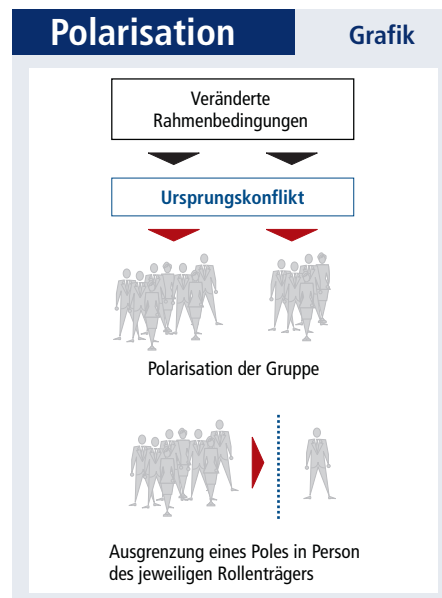 Polarisation
Grafik
Veränderte
Rahmenbedingungen
Ursprungskonflikt
Polarisation der Gruppe
Ausgrenzung eines Poles in Person
des jeweiligen Rollenträgers